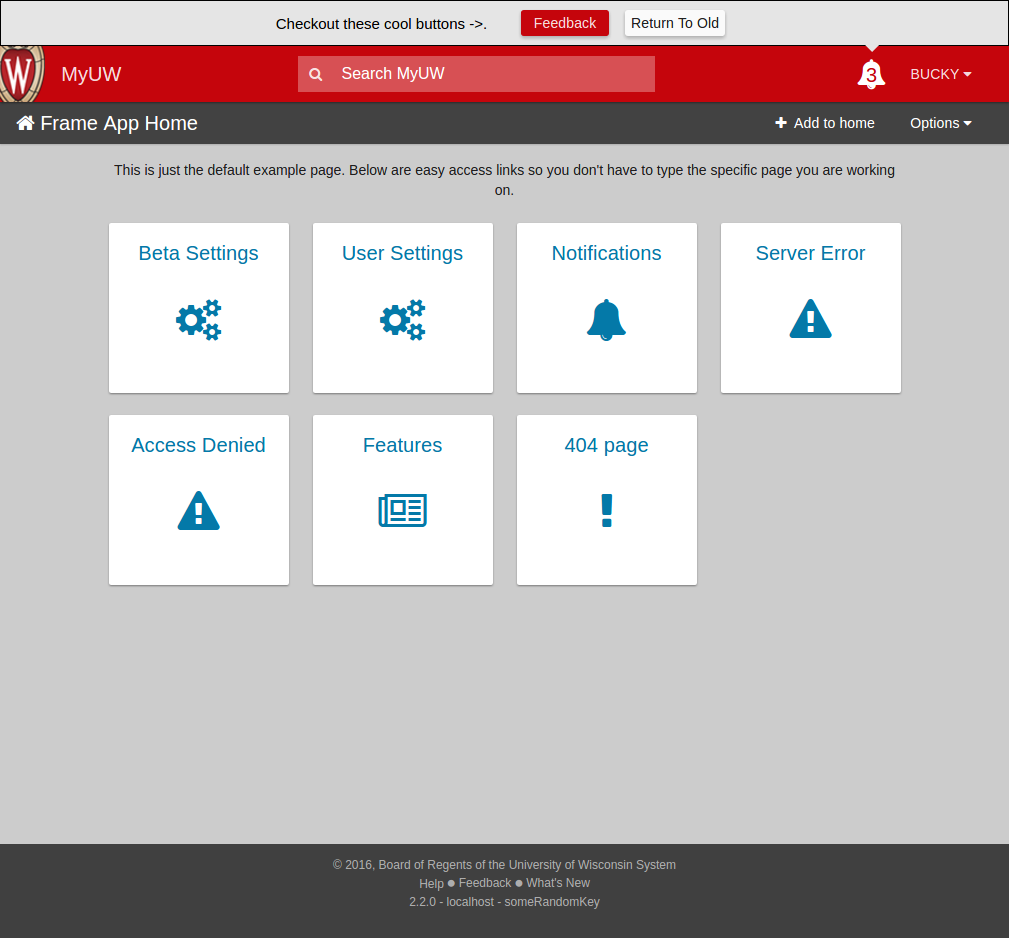 Checkout these cool buttons ->. Feedback Return To Old
W MyUW Search MyUW 3 BUCKY
Frame App Home Add to home Options
This is just the default example page. Below are easy access links so you don't have to type the specific page you are working
on.
Beta Settings User Settings Notifications Server Error
Access Denied Features 404 page
© 2016, Board of Regents of the University of Wisconsin System
Help ● Feedback ● What's New
2.2.0 - localhost - someRandomKey